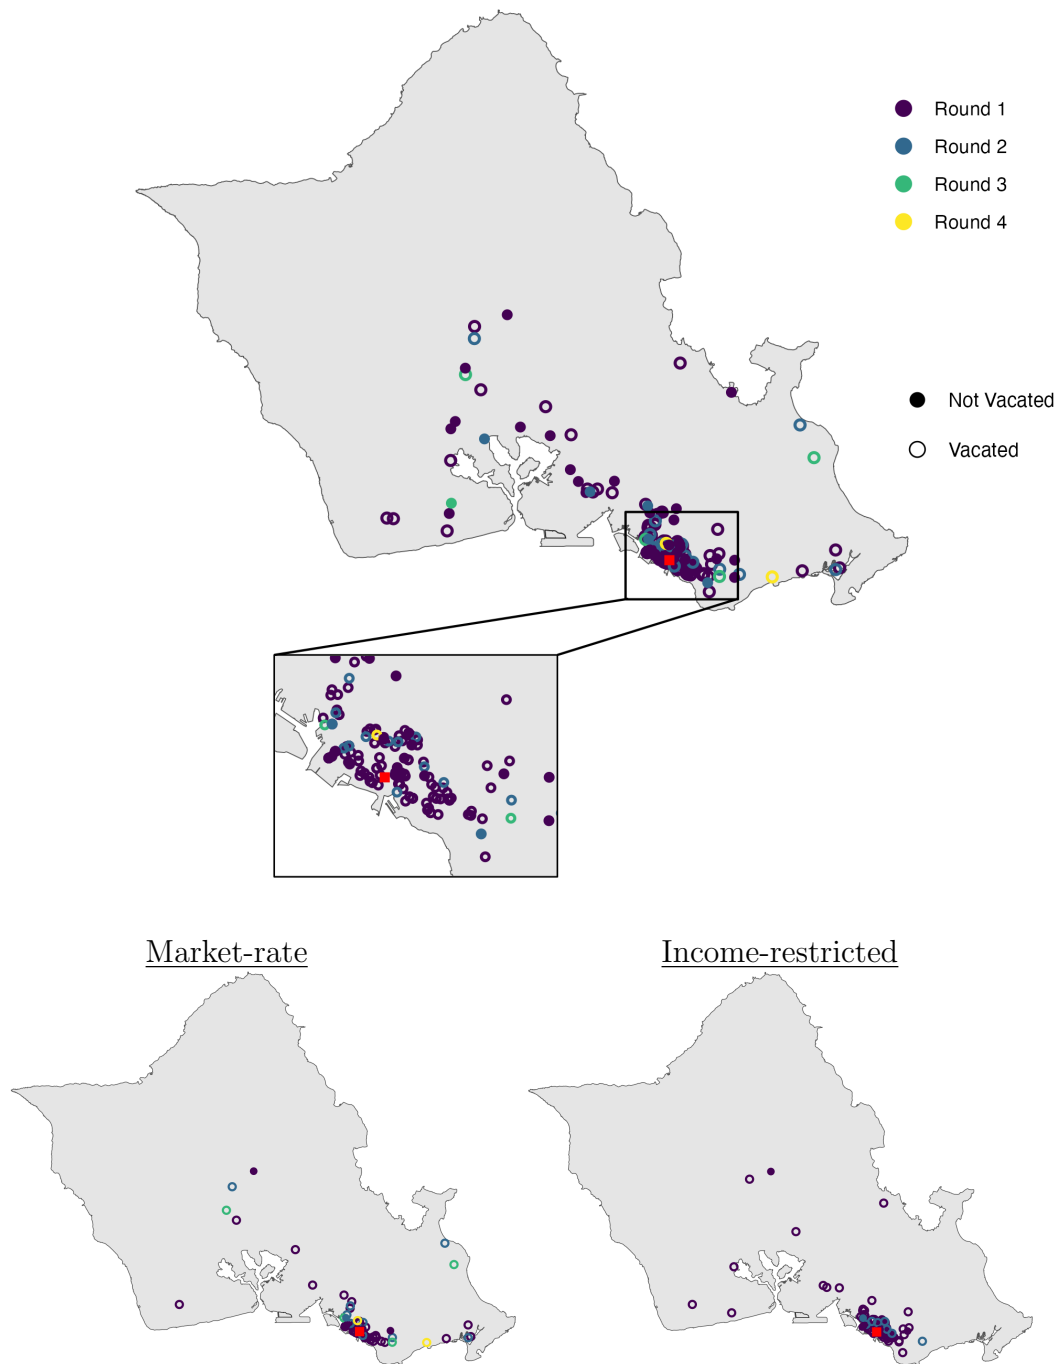 Round 1
Round 2
Round 3
Round 4
Not Vacated
Vacated
Market-rate
Income-restricted